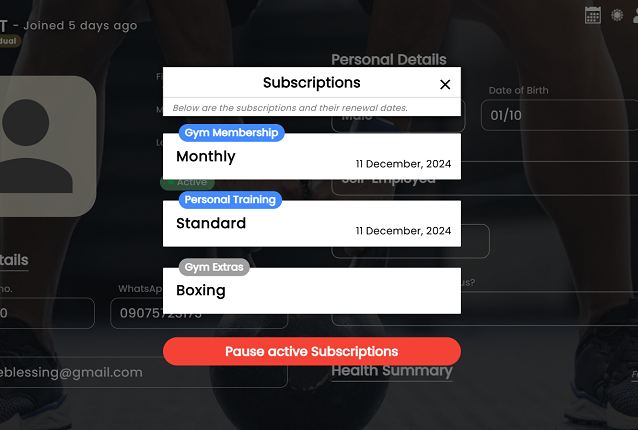 T - Joined 5 days ago
dual
Personal Details
Subscriptions
Below are the subscriptions and their renewal dates.
Date of Birth
Male
01/10
Gym Membership
Monthly
11 December, 2024
Active
Self-Employed
Personal Training
Standard
11 December, 2024
tails
Gym Extras
Boxing
no.
WhatsAp
us?
0
09075723175
Pause active Subscriptions
eblessing@gmail.com
Health Summary